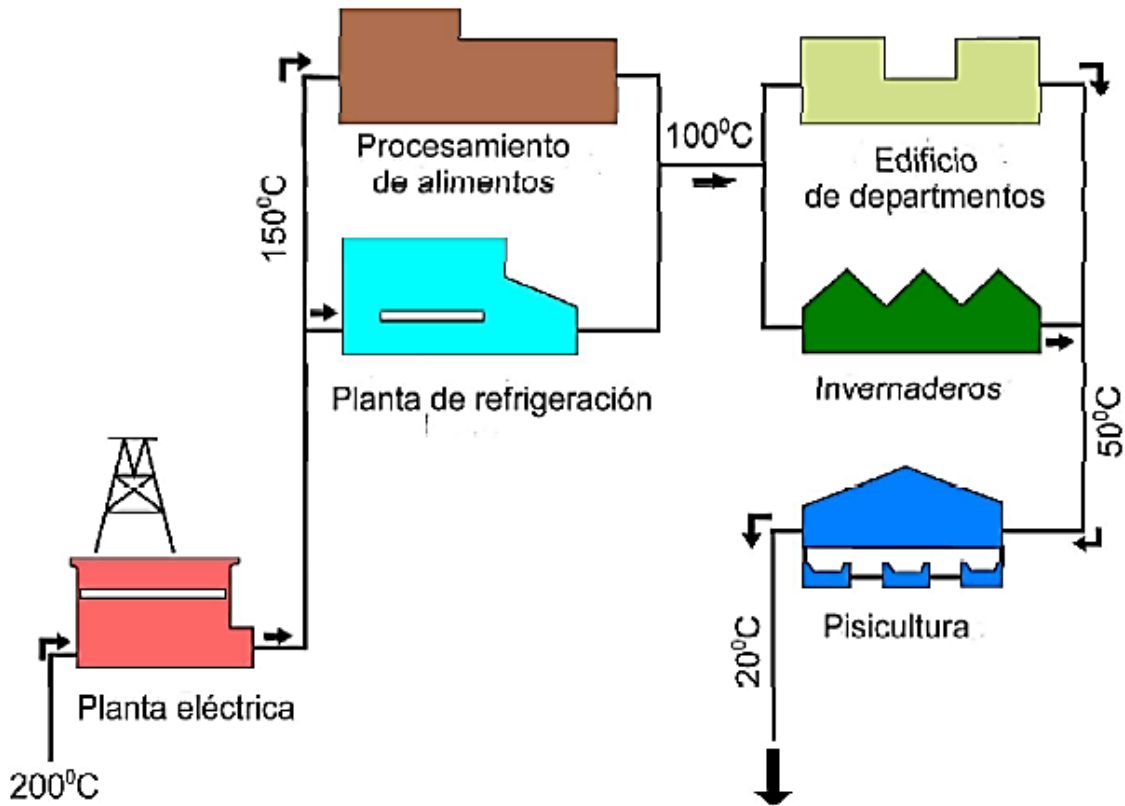 Procesamiento
de alimentos
150⁰C
100⁰C
Edificio
de departmentos
Planta de refrigeración
Invernaderos
50⁰C
Pisicultura
20⁰C
Planta eléctrica
200⁰C